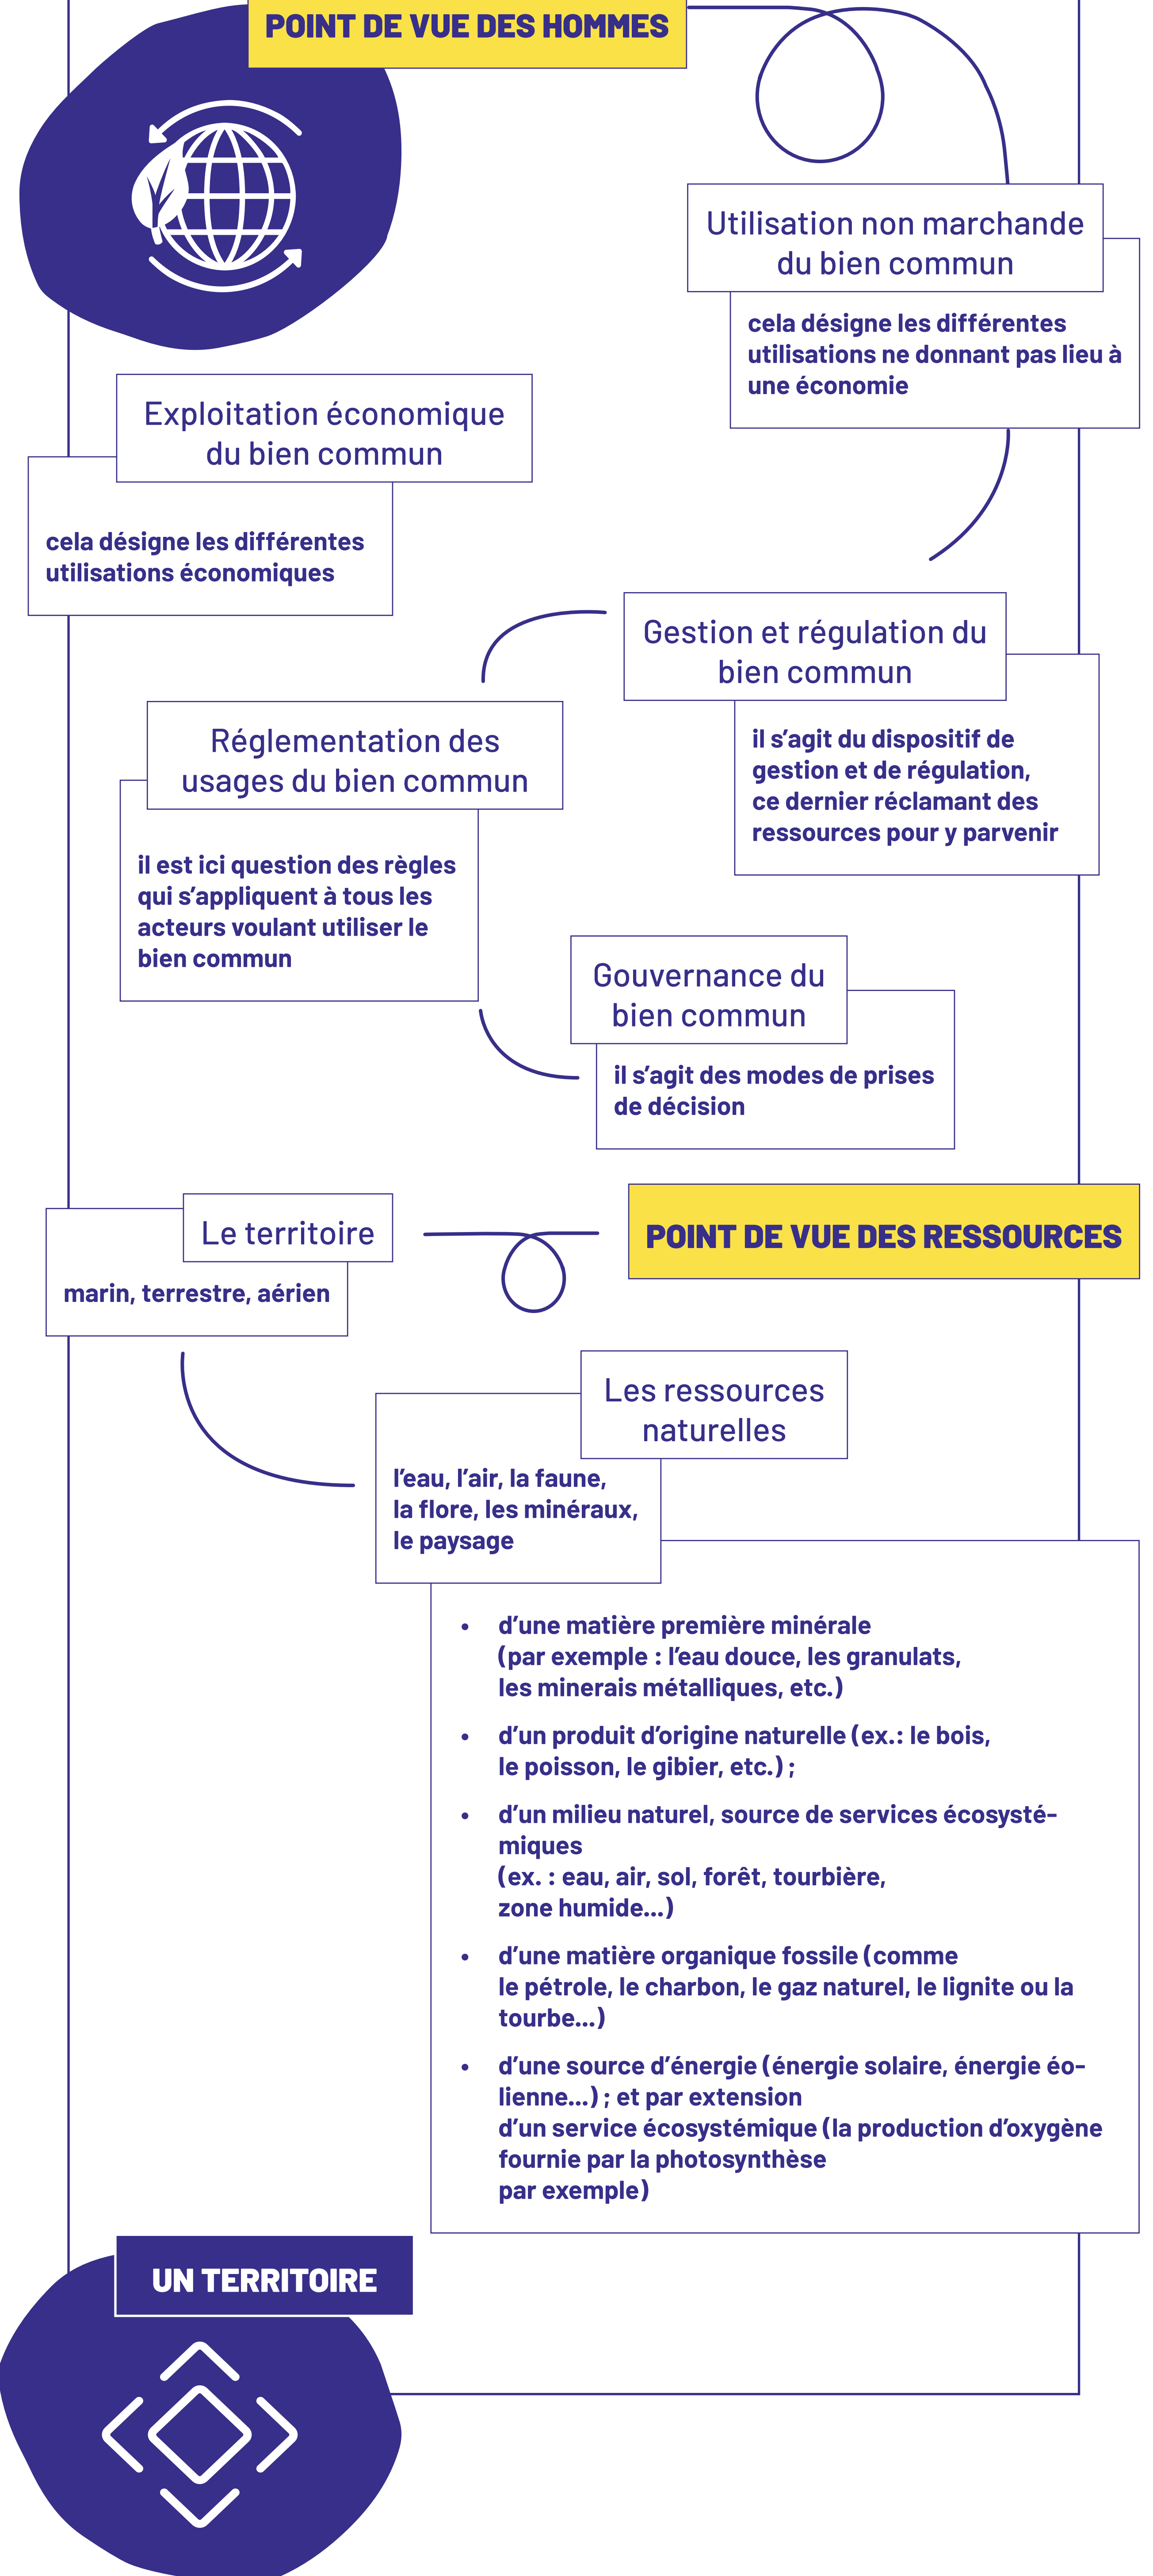 POINT DE VUE DES HOMMES
Utilisation non marchande
du bien commun
cela désigne les différentes
utilisations ne donnant pas lieu à
une économie
Exploitation économique
du bien commun
cela désigne les différentes
utilisations économiques
Gestion et régulation du
bien commun
il s’agit du dispositif de
gestion et de régulation,
ce dernier réclamant des
ressources pour y parvenir
Réglementation des
usages du bien commun
il est ici question des règles
qui s’appliquent à tous les
acteurs voulant utiliser le
bien commun
Gouvernance du
bien commun
il s’agit des modes de prises
de décision
POINT DE VUE DES RESSOURCES
Le territoire
marin, terrestre, aérien
Les ressources
naturelles
l’eau, l’air, la faune,
la flore, les minéraux,
le paysage
• d’une matière première minérale
(par exemple : l’eau douce, les granulats,
les minerais métalliques, etc.)
• d’un produit d’origine naturelle (ex.: le bois,
le poisson, le gibier, etc.) ;
• d’un milieu naturel, source de services écosysté-
miques
(ex. : eau, air, sol, forêt, tourbière,
zone humide...)
• d’une matière organique fossile (comme
le pétrole, le charbon, le gaz naturel, le lignite ou la
tourbe...)
• d’une source d’énergie (énergie solaire, énergie éo-
lienne...) ; et par extension
d’un service écosystémique (la production d’oxygène
fournie par la photosynthèse
par exemple)
UN TERRITOIRE